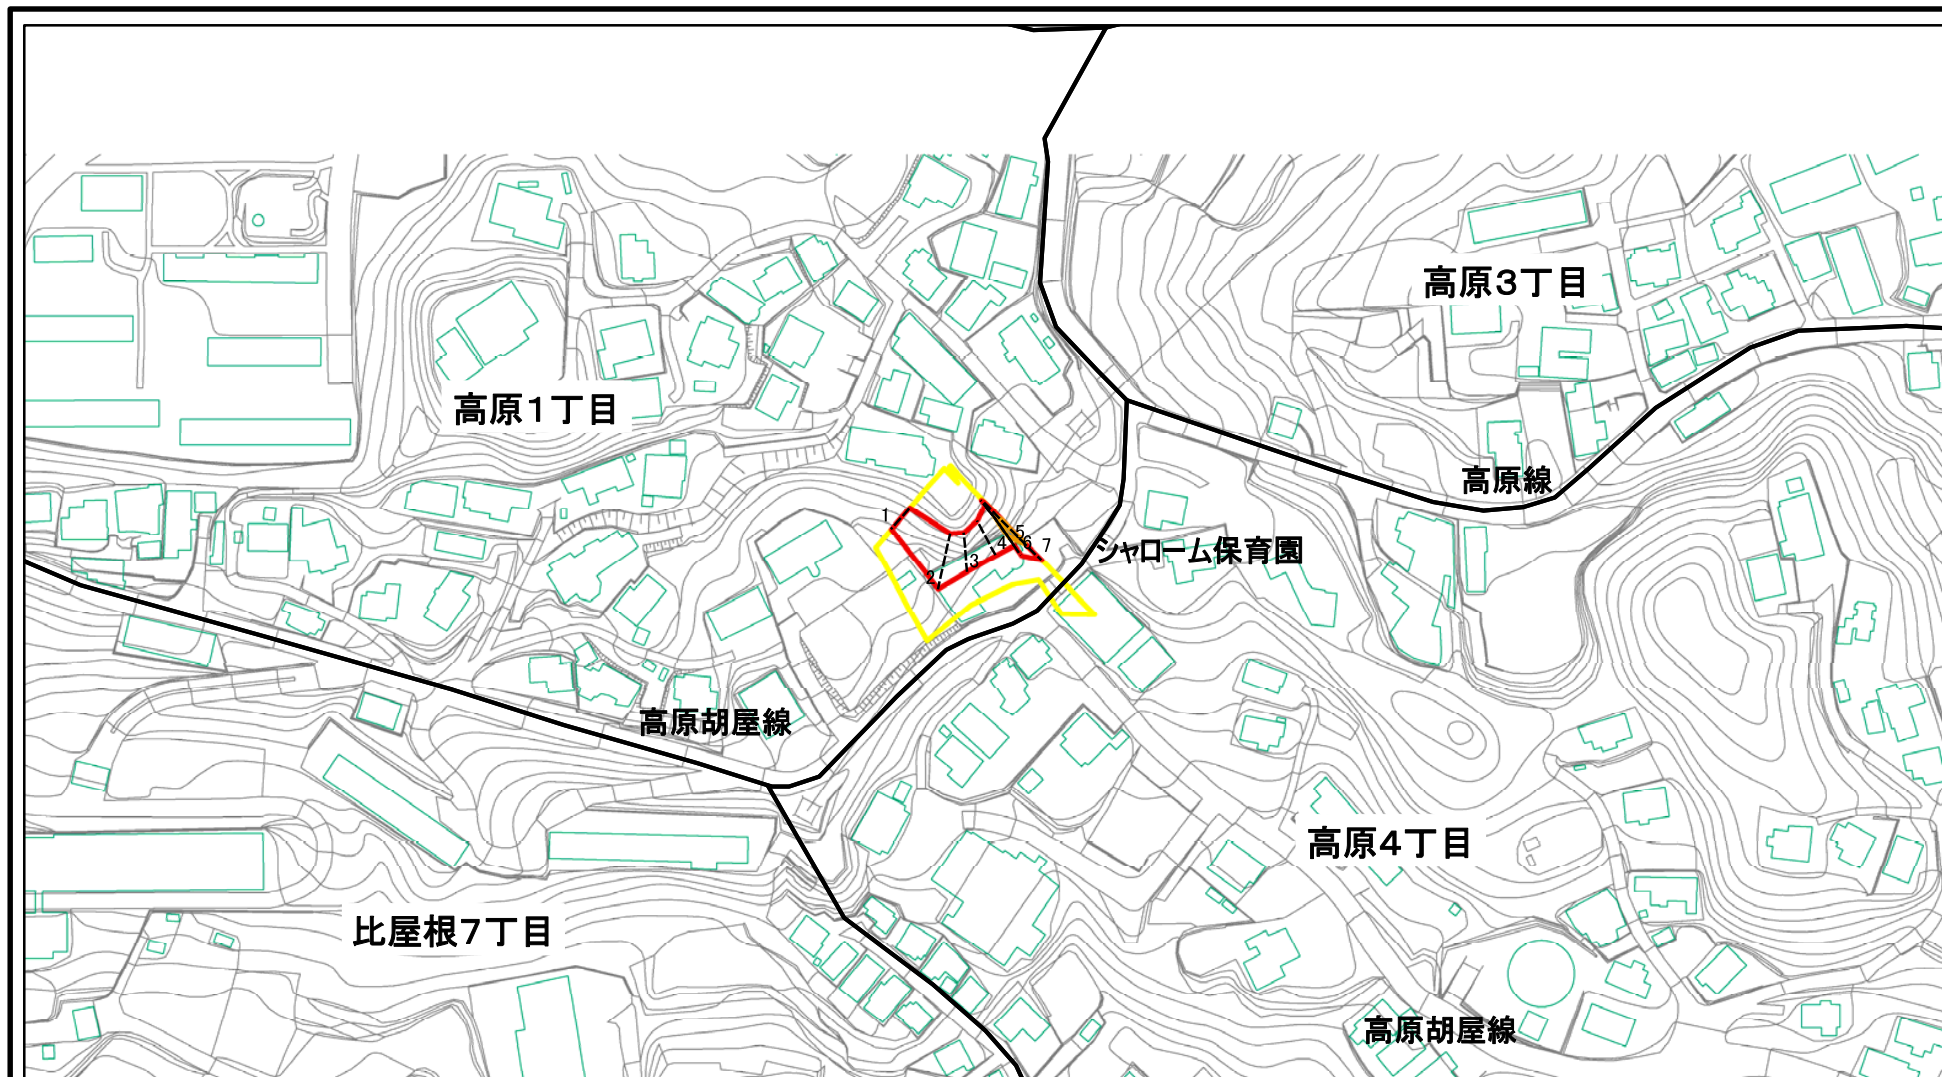 高原3丁目
高原1丁目
高原線
1
5
4
6
7
3
2
シャローム保育園
高原胡屋線
高原4丁目
比屋根7丁目
高原胡屋線